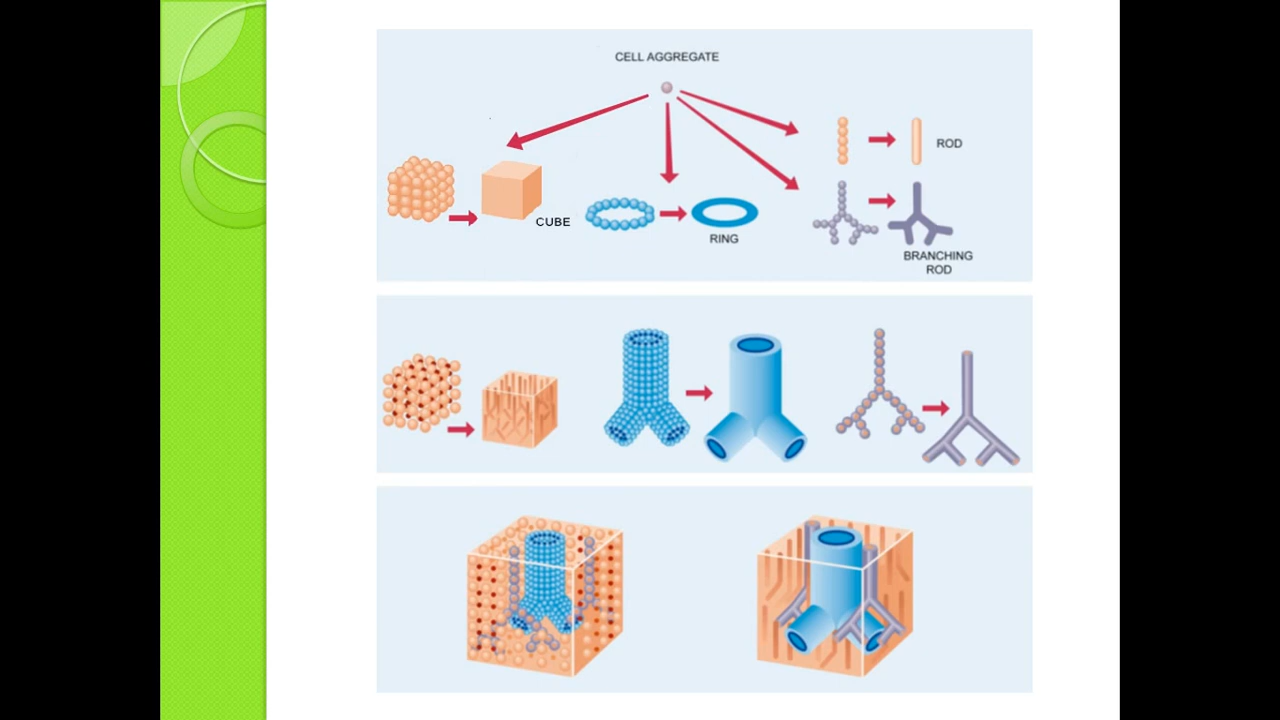 CELL AGGREGATE
ROD
CUBE
RING
BRANCHING
ROD